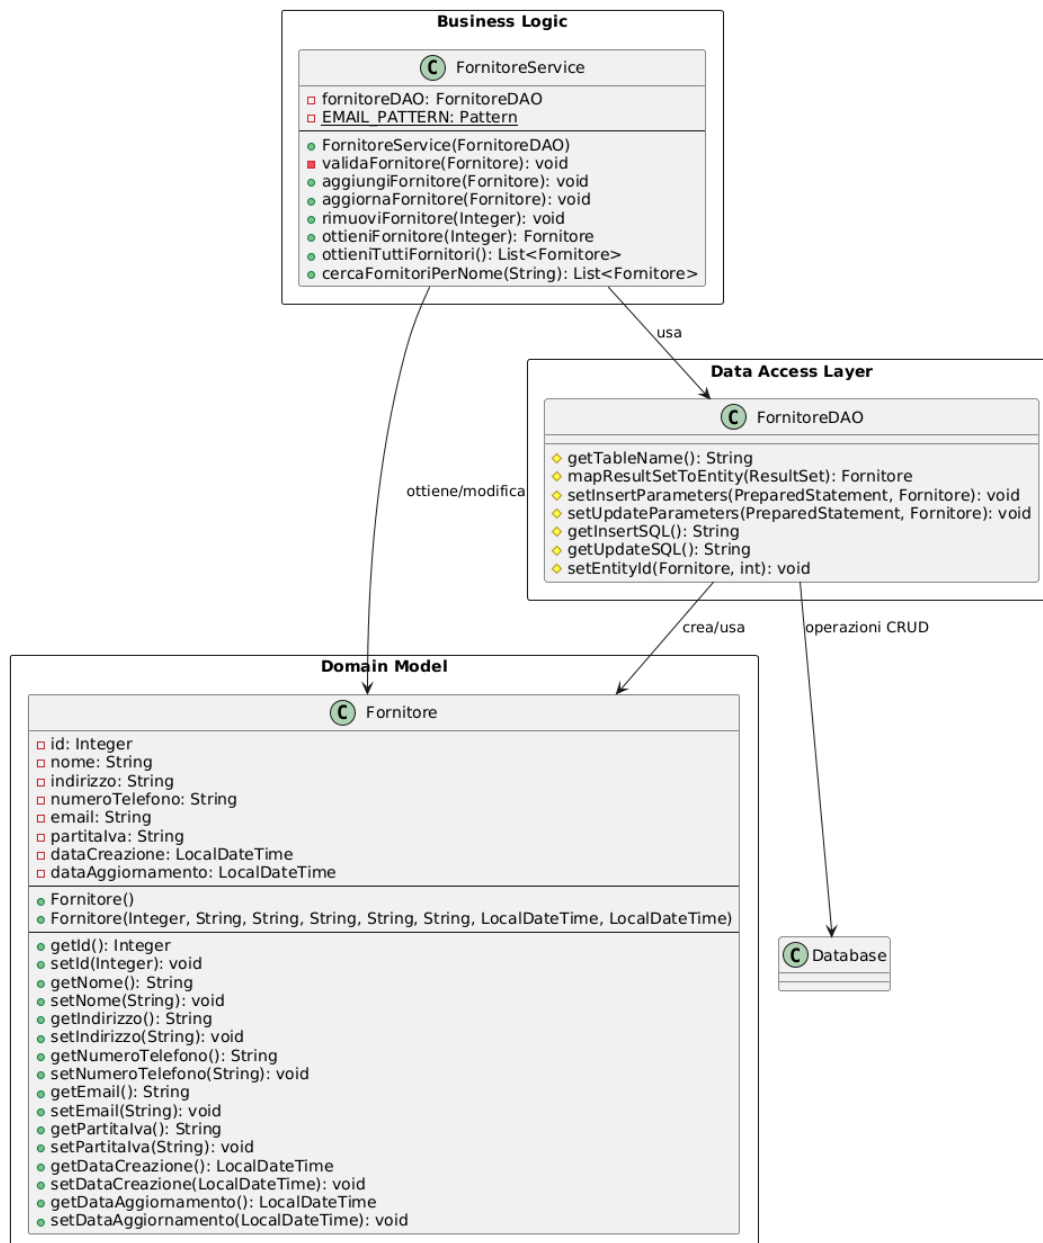 Business Logic
C FornitoreService
fornitoreDAO: FornitoreDAO
EMAIL_PATTERN: Pattern
FornitoreService(FornitoreDAO)
validaFornitore(Fornitore): void
aggiungiFornitore(Fornitore): void
aggiornaFornitore(Fornitore): void
rimuoviFornitore(Integer): void
ottieniFornitore(Integer): Fornitore
ottieniTuttiFornitori(): List<Fornitore>
cercaFornitoriPerNome(String): List<Fornitore>
usa
Data Access Layer
C FornitoreDAO
getTableName(): String
mapResultSetToEntity(ResultSet): Fornitore
setInsertParameters(PreparedStatement, Fornitore): void
setUpdateParameters(PreparedStatement, Fornitore): void
getInsertSQL(): String
getUpdateSQL(): String
setEntityId(Fornitore, int): void
ottiene/modifica
crea/usa
operazioni CRUD
Domain Model
C Fornitore
id: Integer
nome: String
indirizzo: String
numeroTelefono: String
email: String
partitaIva: String
dataCreazione: LocalDateTime
dataAggiornamento: LocalDateTime
Fornitore()
Fornitore(Integer, String, String, String, String, String, LocalDateTime, LocalDateTime)
getId(): Integer
setId(Integer): void
getNome(): String
setNome(String): void
getIndirizzo(): String
setIndirizzo(String): void
getNumeroTelefono(): String
setNumeroTelefono(String): void
getEmail(): String
setEmail(String): void
getPartitaIva(): String
setPartitaIva(String): void
getDataCreazione(): LocalDateTime
setDataCreazione(LocalDateTime): void
getDataAggiornamento(): LocalDateTime
setDataAggiornamento(LocalDateTime): void
C Database